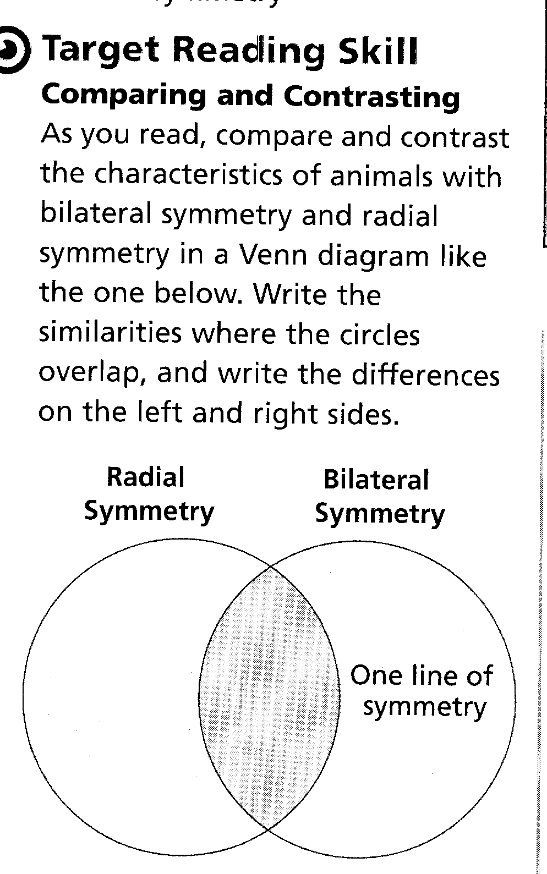 Target Reading Skill
Comparing and Contrasting
As you read, compare and contrast
the characteristics of animals with
bilateral symmetry and radial
symmetry in a Venn diagram like
the one below. Write the
similarities where the circles
overlap, and write the differences
on the left and right sides.
Radial
Symmetry
Bilateral
Symmetry
One line of
symmetry